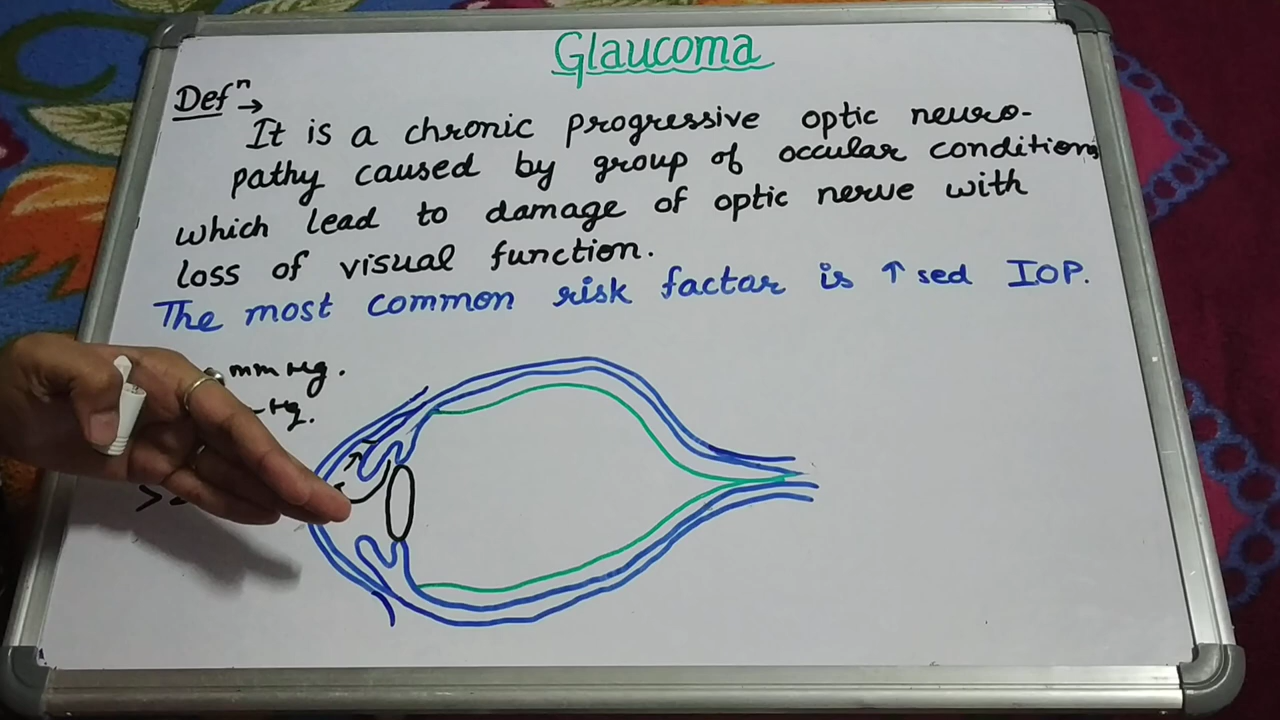 Glaucoma
Defⁿ →
It is a chronic progressive optic neuro-
pathy caused by group of occular conditions
which lead to damage of optic nerve with
loss of visual function.
The most common risk factor is ↑sed IOP.
mmHg.
Hg.
>